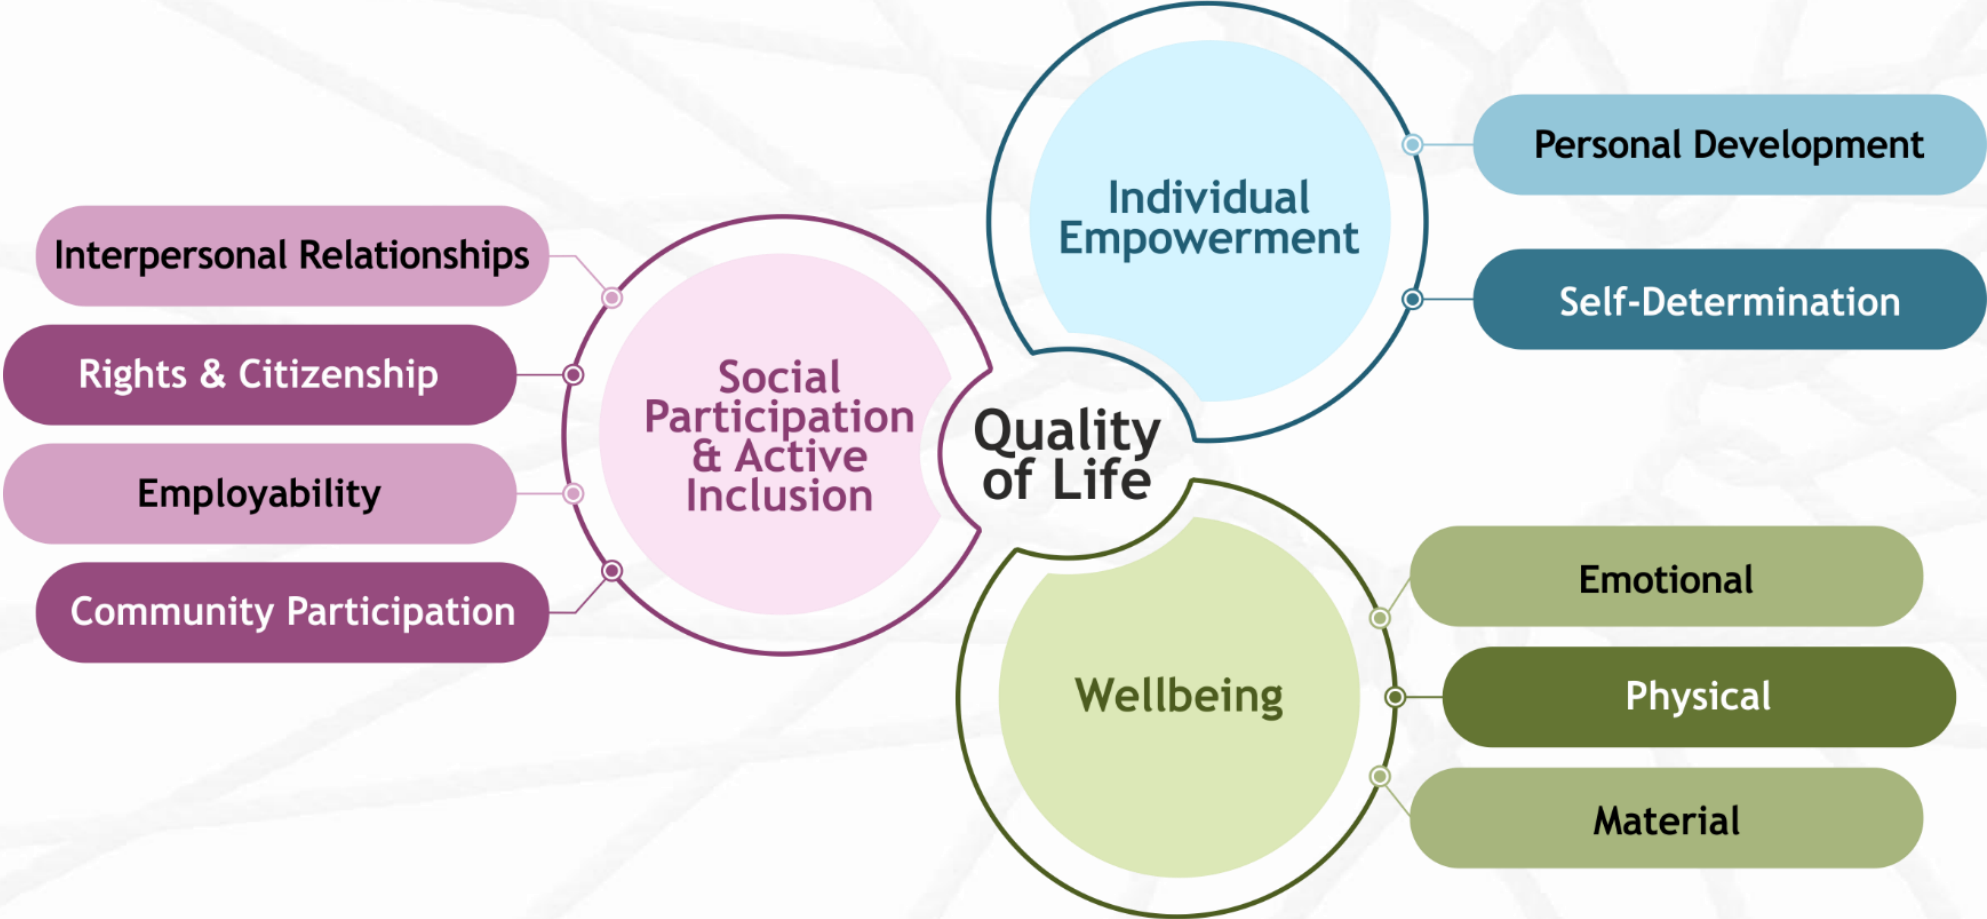 Individual
Empowerment
Personal Development
Self-Determination
Interpersonal Relationships
Rights & Citizenship
Employability
Community Participation
Social
Participation
& Active
Inclusion
Quality
of Life
Wellbeing
Emotional
Physical
Material